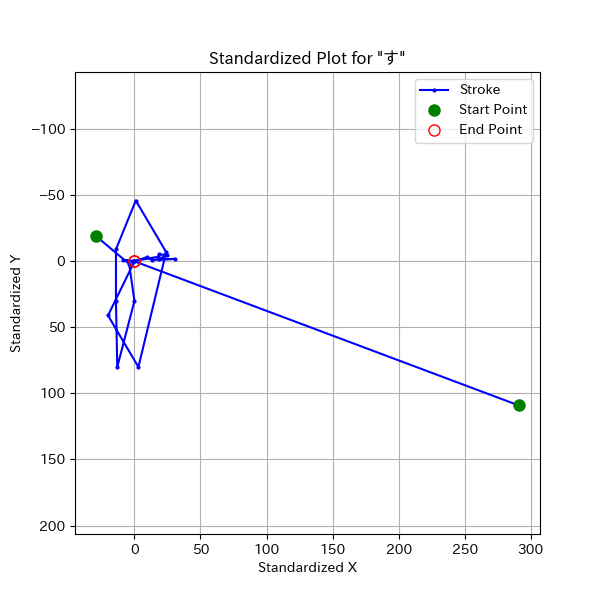 Standardized Plot for "す"
Stroke
Start Point
End Point
Standardized Y
−100
−50
0
50
100
150
200
0 50 100 150 200 250 300
Standardized X